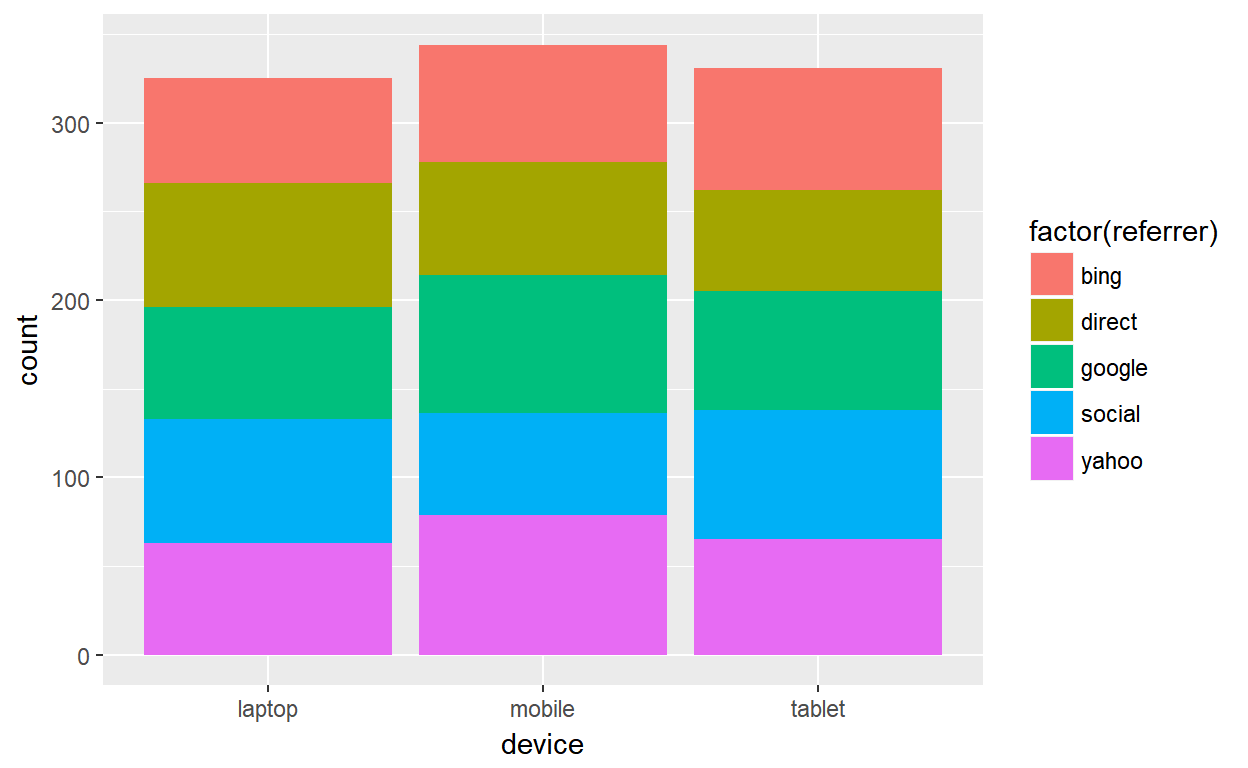 count
300
200
100
0
laptop
mobile
tablet
device
factor(referrer)
bing
direct
google
social
yahoo